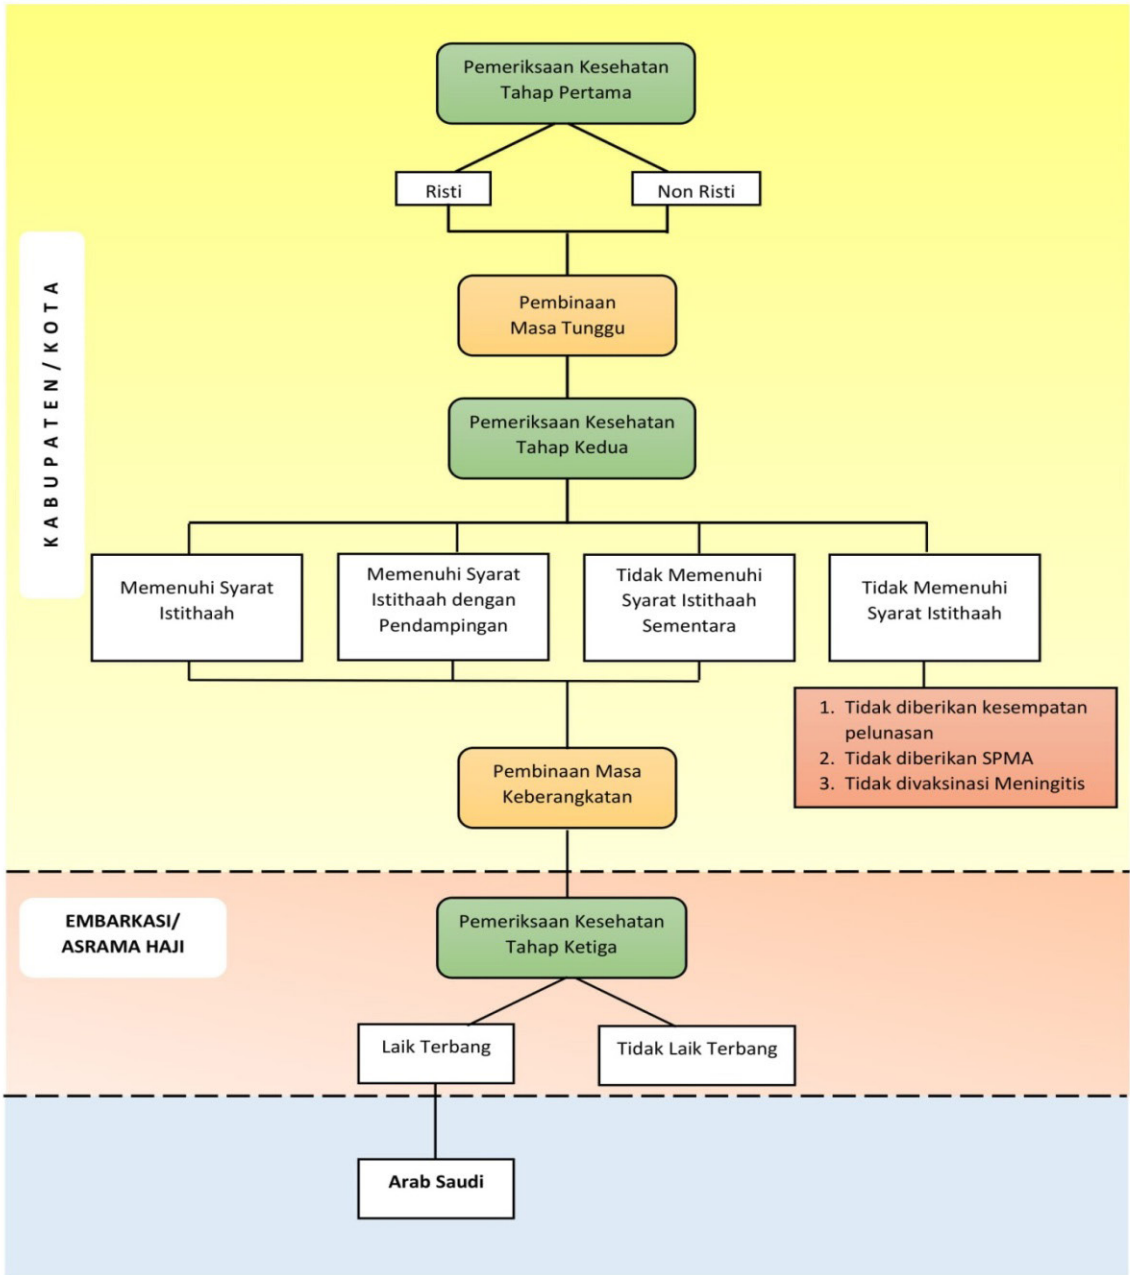 Pemeriksaan Kesehatan
Tahap Pertama
Risti
Non Risti
Pembinaan
Masa Tunggu
KABUPATEN/KOTA
Pemeriksaan Kesehatan
Tahap Kedua
Memenuhi Syarat
Istithaah
Memenuhi Syarat
Istithaah dengan
Pendampingan
Tidak Memenuhi
Syarat Istithaah
Sementara
Tidak Memenuhi
Syarat Istithaah
1. Tidak diberikan kesempatan
pelunasan
2. Tidak diberikan SPMA
3. Tidak divaksinasi Meningitis
Pembinaan Masa
Keberangkatan
EMBARKASI/
ASRAMA HAJI
Pemeriksaan Kesehatan
Tahap Ketiga
Laik Terbang
Tidak Laik Terbang
Arab Saudi